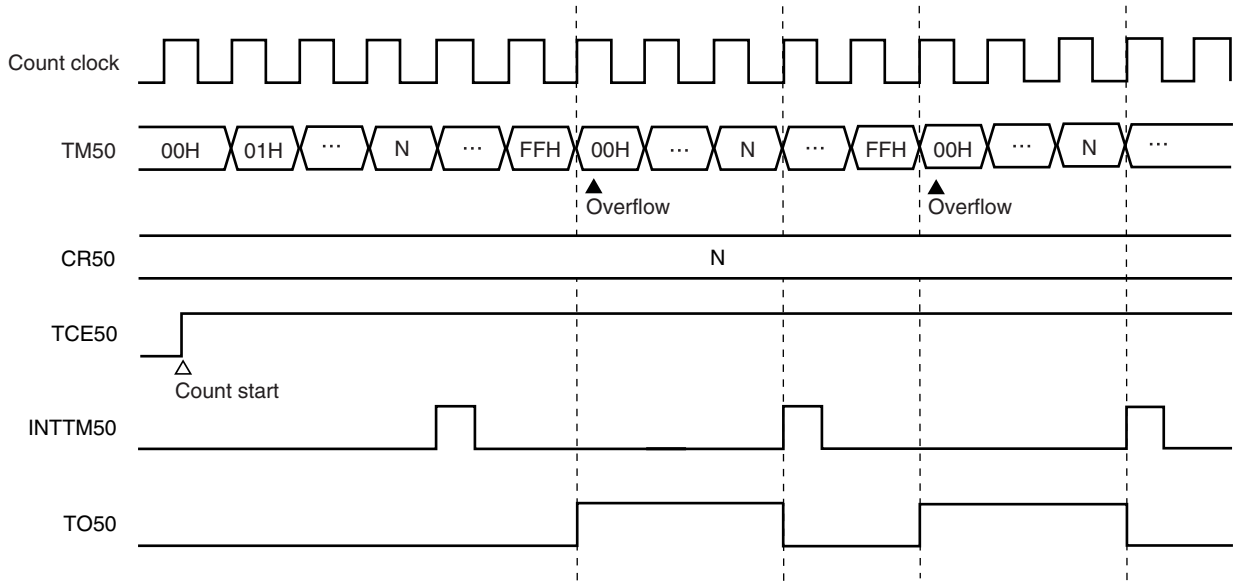 Count clock
TM50 00H 01H ... N ... FFH 00H ... N ... FFH 00H ... N ...
Overflow Overflow
CR50 N
TCE50
Count start
INTTM50
TO50